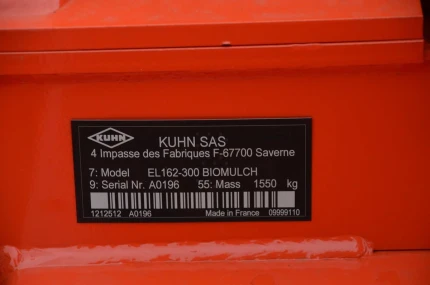 KUHN
KUHN SAS
4 Impasse des Fabriques F-67700 Saverne
7: Model EL162-300 BIOMULCH
9: Serial Nr. A0196 55: Mass 1550 kg
1212512 A0196 Made in France 09999110